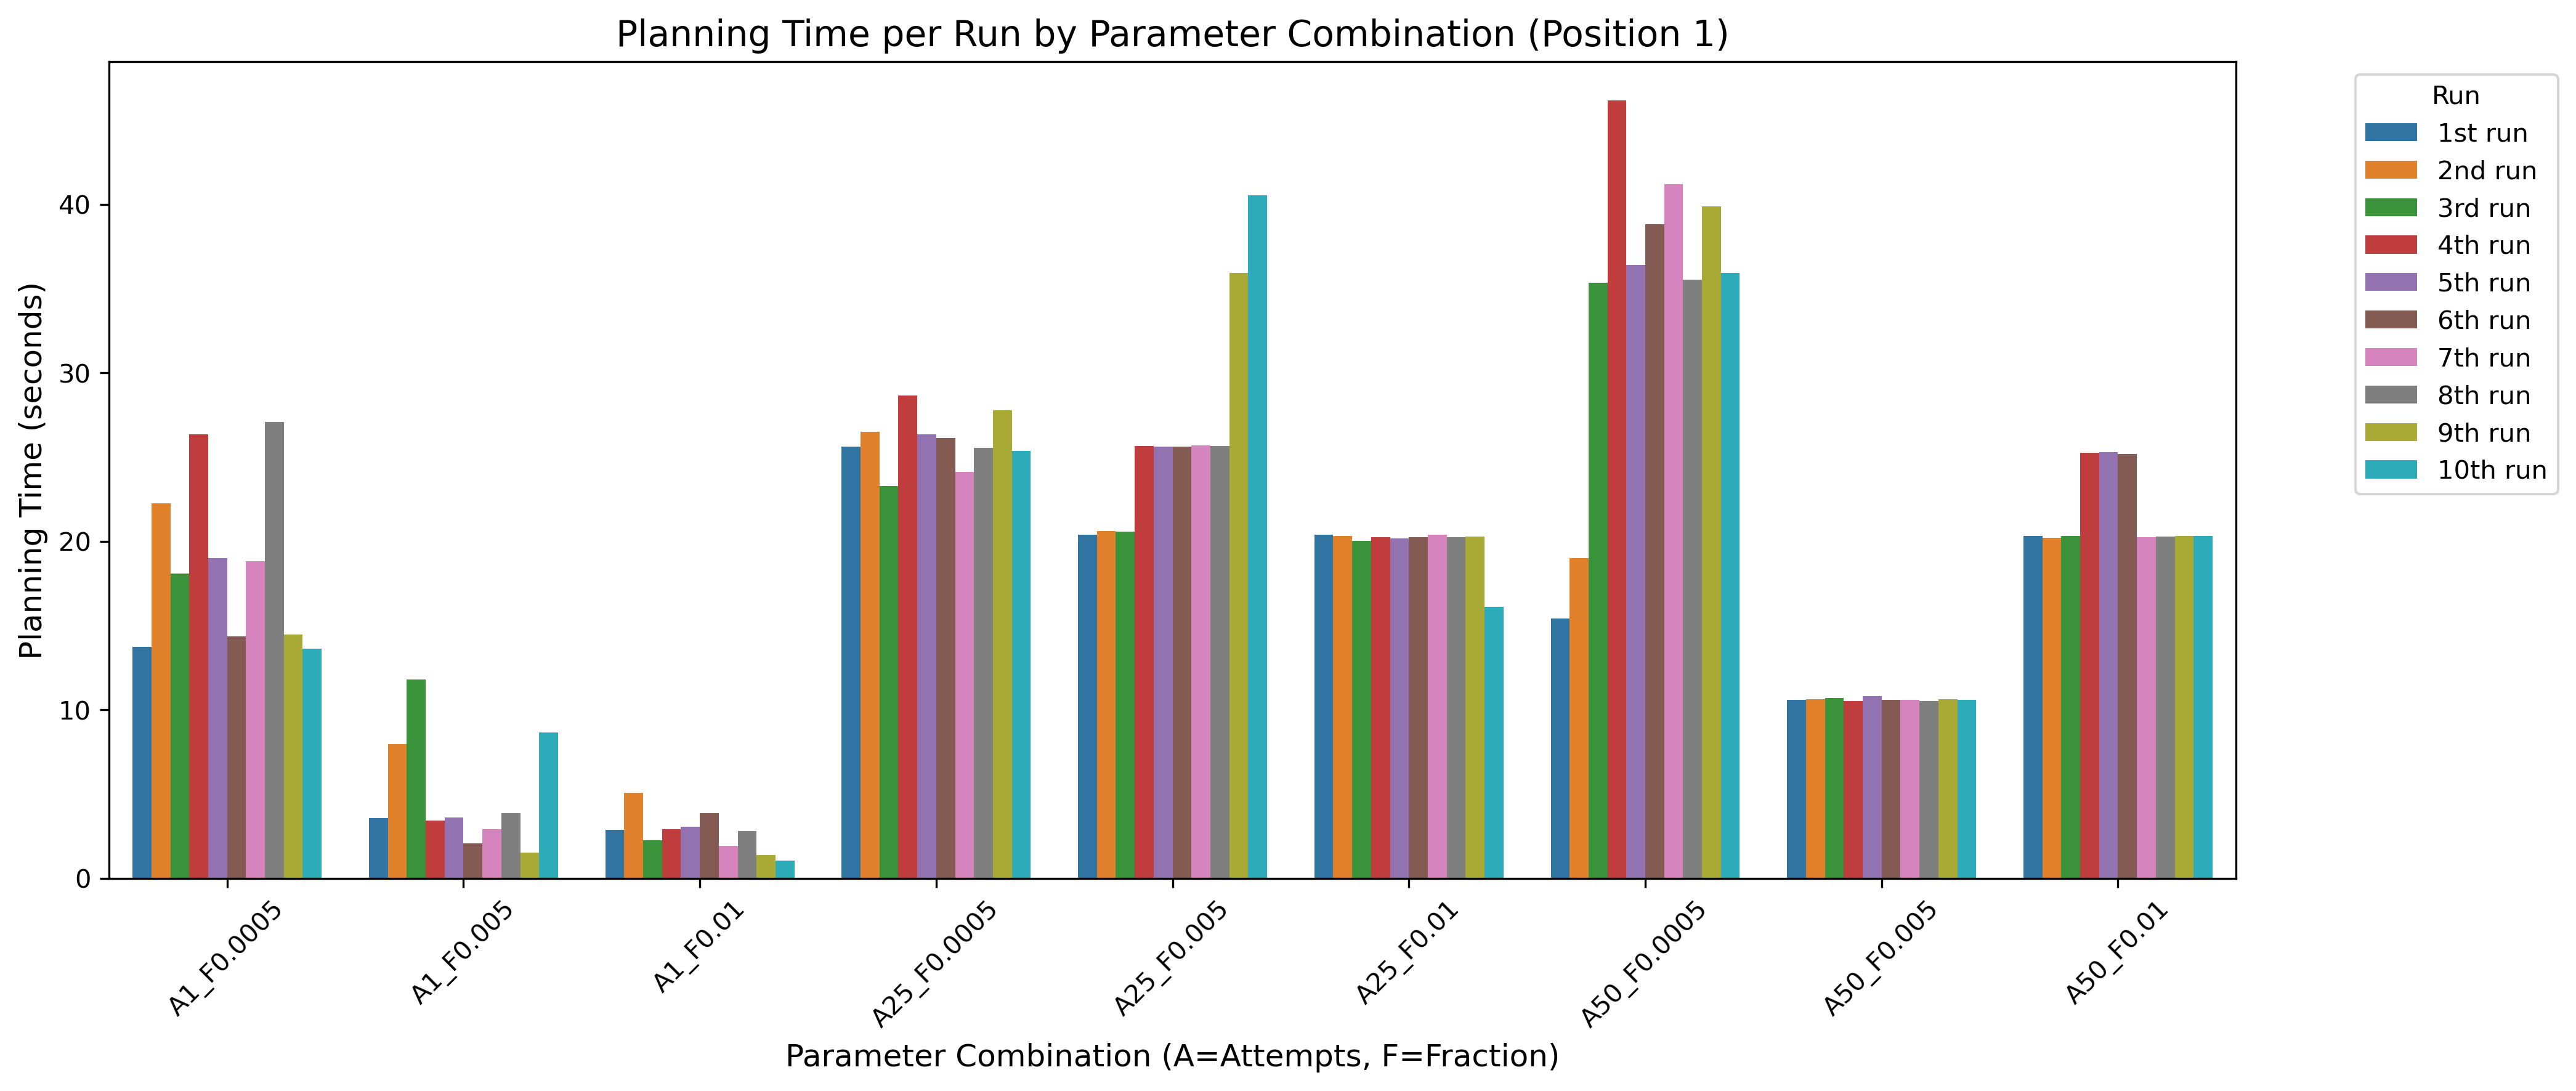 Planning Time per Run by Parameter Combination (Position 1)
Planning Time (seconds)
40
30
20
10
0
A1_F0.0005
A1_F0.005
A1_F0.01
A25_F0.0005
A25_F0.005
A25_F0.01
A50_F0.0005
A50_F0.005
A50_F0.01
Parameter Combination (A=Attempts, F=Fraction)
Run
1st run
2nd run
3rd run
4th run
5th run
6th run
7th run
8th run
9th run
10th run